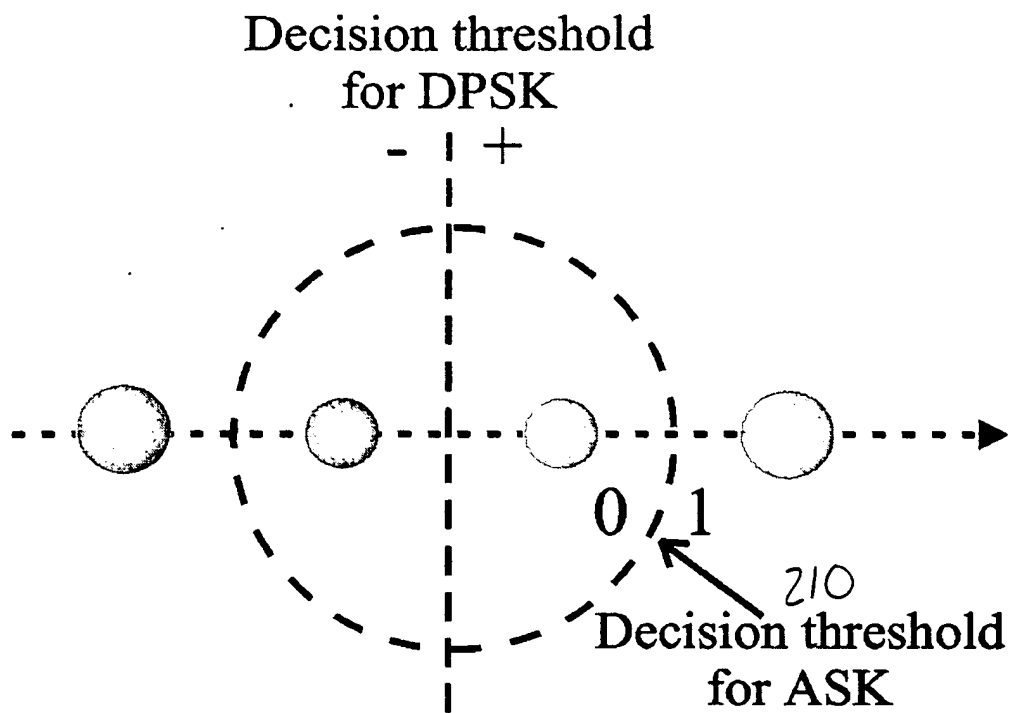 Decision threshold
for DPSK
- +
0 1
210
Decision threshold
for ASK